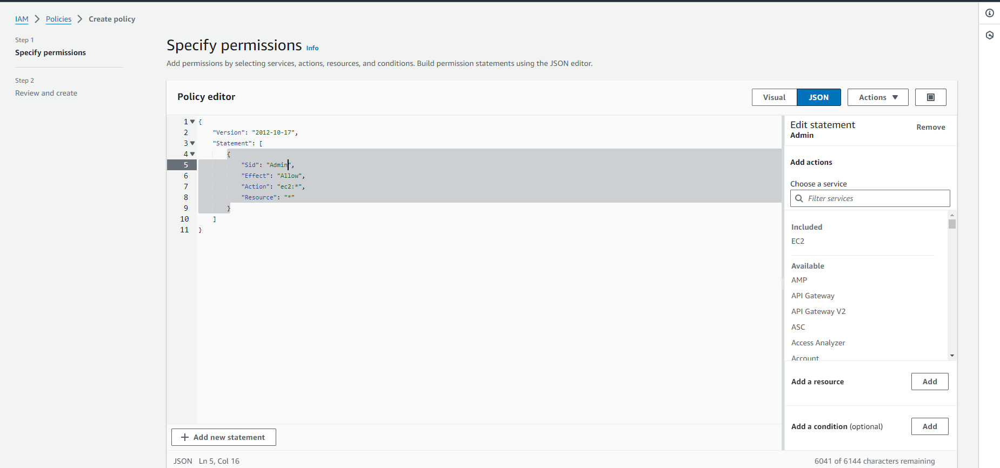 IAM > Policies > Create policy
Step 1
Specify permissions
Step 2
Review and create
Specify permissions Info
Add permissions by selecting services, actions, resources, and conditions. Build permission statements using the JSON editor.
Policy editor
Visual JSON Actions
1 {
2 "Version": "2012-10-17",
3 "Statement": [
4 {
5 "Sid": "Admin",
6 "Effect": "Allow",
7 "Action": "ec2:*",
8 "Resource": "*"
9 }
10 ]
11 }
Edit statement
Admin
Remove
Add actions
Choose a service
Filter services
Included
EC2
Available
AMP
API Gateway
API Gateway V2
ASC
Access Analyzer
Account
Add a resource Add
Add a condition (optional) Add
+ Add new statement
JSON Ln 5, Col 16
6041 of 6144 characters remaining